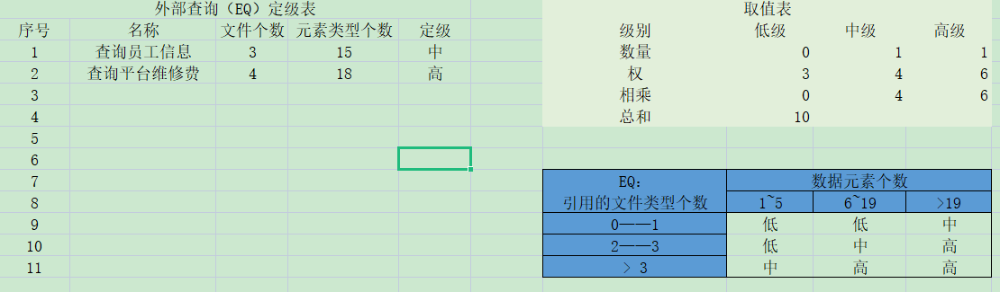 外部查询（EQ）定级表
序号 名称 文件个数 元素类型个数 定级
1 查询员工信息 3 15 中
2 查询平台维修费 4 18 高
3
4
5
6
7
8
9
10
11
取值表
级别 低级 中级 高级
数量 0 1 1
权 3 4 6
相乘 0 4 6
总和 10
EQ: 数据元素个数
引用的文件类型个数 1~5 6~19 >19
0——1 低 低 中
2——3 低 中 高
> 3 中 高 高